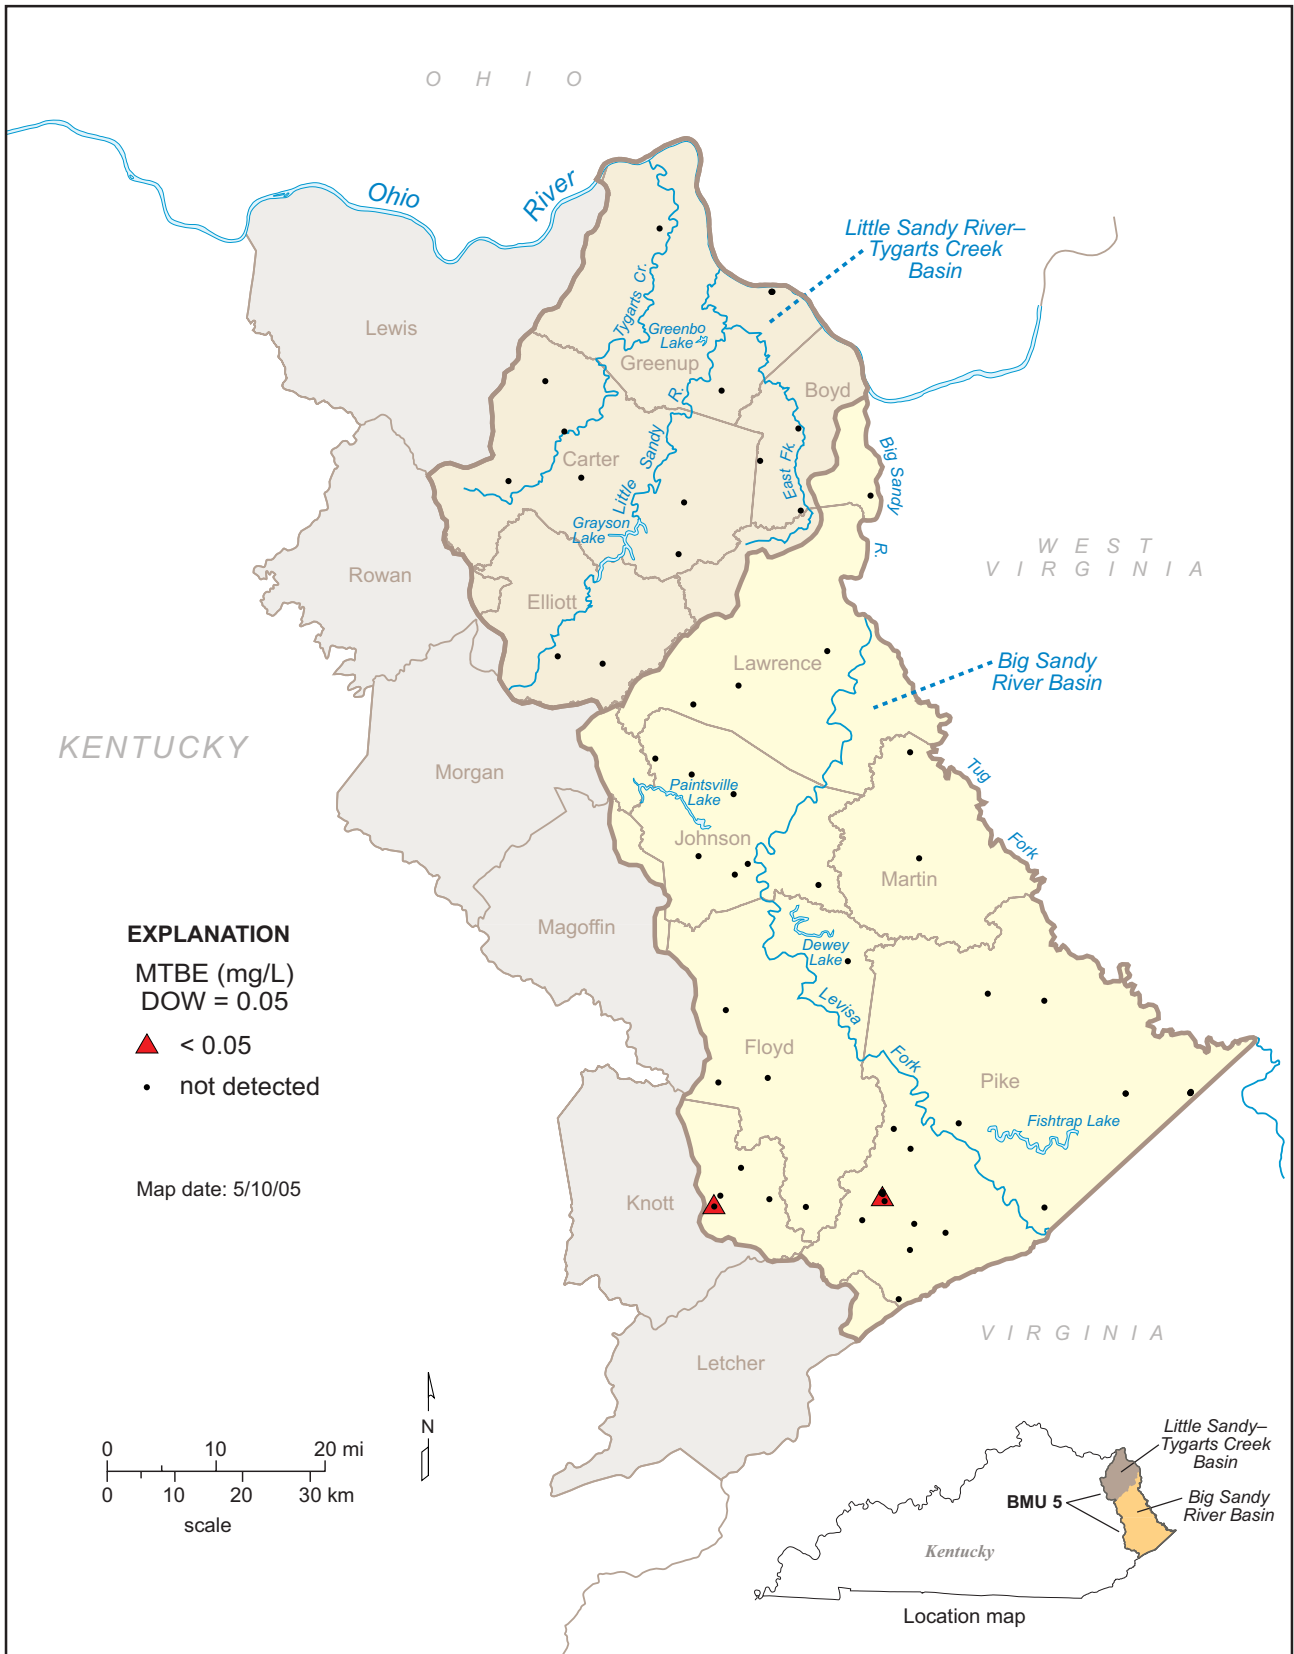 OHIO
Ohio
River
Little Sandy River–
Tygarts Creek
Basin
Lewis
Tygarts Cr.
Greenbo
Lake
Greenup
Boyd
Little Sandy R.
East Fk.
Big Sandy R.
Carter
Grayson
Lake
WEST
VIRGINIA
Rowan
Elliott
Lawrence
Big Sandy
River Basin
KENTUCKY
Morgan
Tug Fork
Paintsville
Lake
Johnson
Martin
Magoffin
Dewey
Lake
Levisa Fork
EXPLANATION
MTBE (mg/L)
DOW = 0.05
< 0.05
not detected
Floyd
Pike
Fishtrap Lake
Map date: 5/10/05
Knott
VIRGINIA
Letcher
N
0 10 20 mi
0 10 20 30 km
scale
Little Sandy–
Tygarts Creek
Basin
BMU 5
Big Sandy
River Basin
Kentucky
Location map